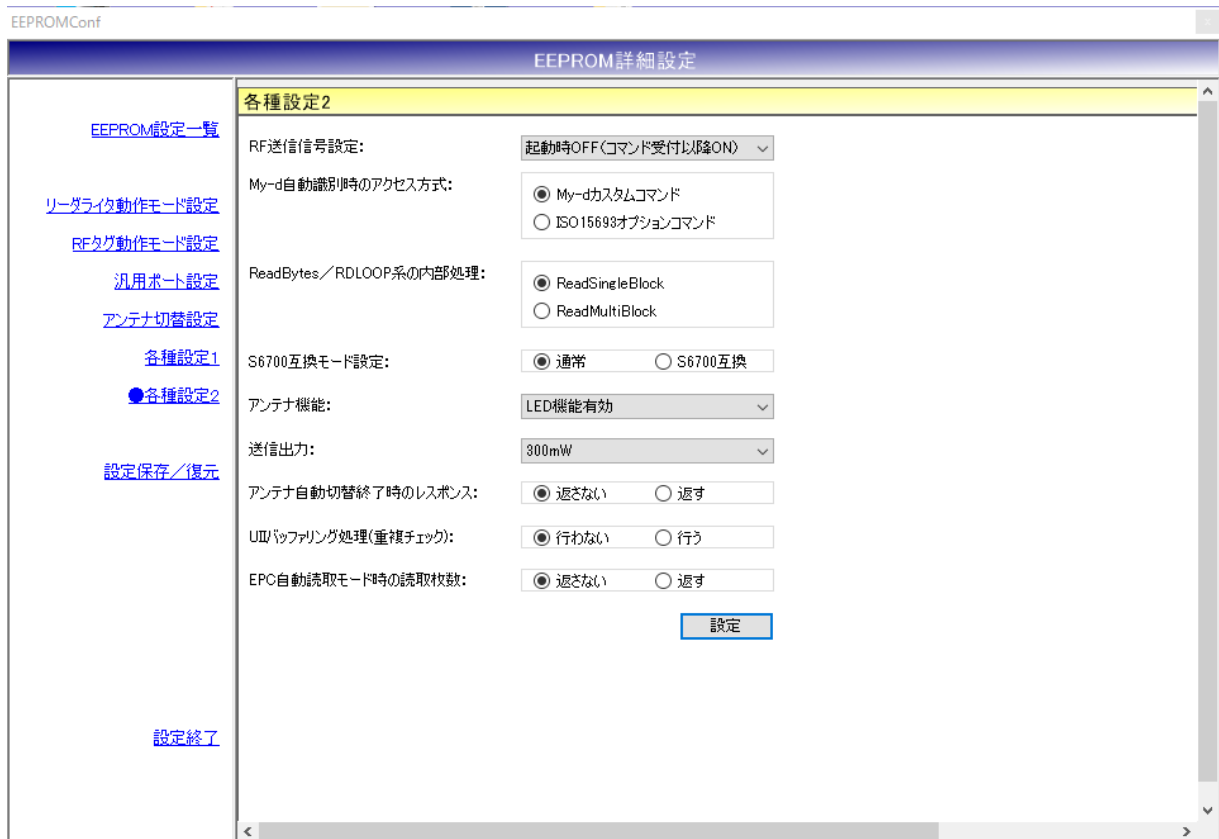 EEPROMConf
EEPROM詳細設定
EEPROM設定一覧
リーダライタ動作モード設定
RFタグ動作モード設定
汎用ポート設定
アンテナ切替設定
各種設定1
●各種設定2
設定保存／復元
設定終了
各種設定2
RF送信信号設定: 起動時OFF(コマンド受付以降ON)
My-d自動識別時のアクセス方式: My-dカスタムコマンド
ISO15693オプションコマンド
ReadBytes／RDLOOP系の内部処理: ReadSingleBlock
ReadMultiBlock
S6700互換モード設定: 通常 S6700互換
アンテナ機能: LED機能有効
送信出力: 300mW
アンテナ自動切替終了時のレスポンス: 返さない 返す
UIIバッファリング処理(重複チェック): 行わない 行う
EPC自動読取モード時の読取枚数: 返さない 返す
設定